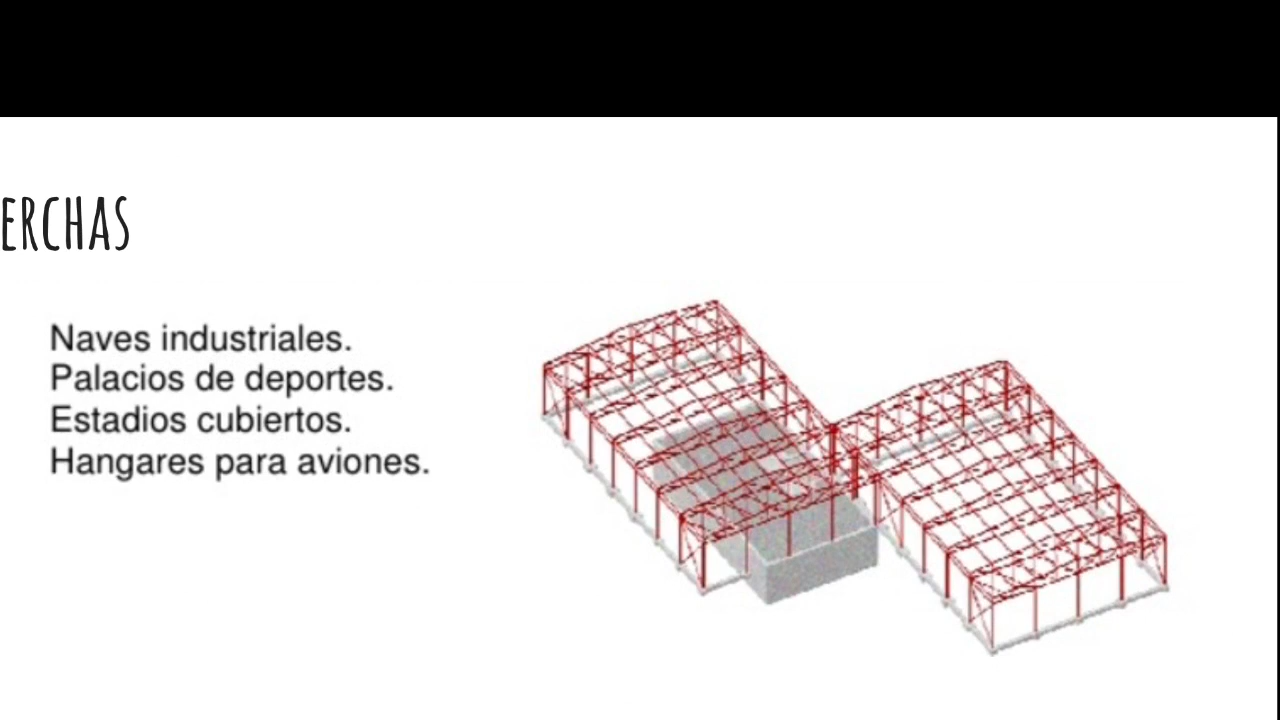 ERCHAS
Naves industriales.
Palacios de deportes.
Estadios cubiertos.
Hangares para aviones.